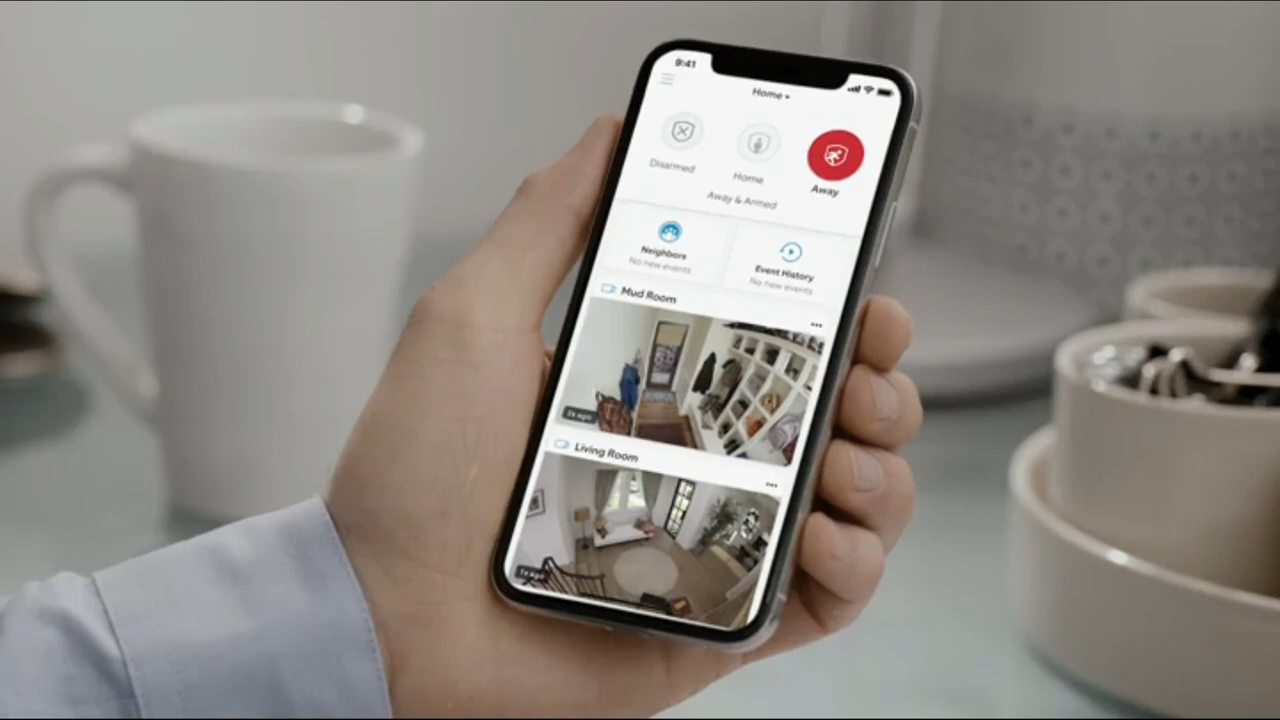 9:41
Home
Disarmed
Home
Away
Away & Armed
Neighbors
No new events
Event History
No new events
Mud Room
2s ago
Living Room
1s ago